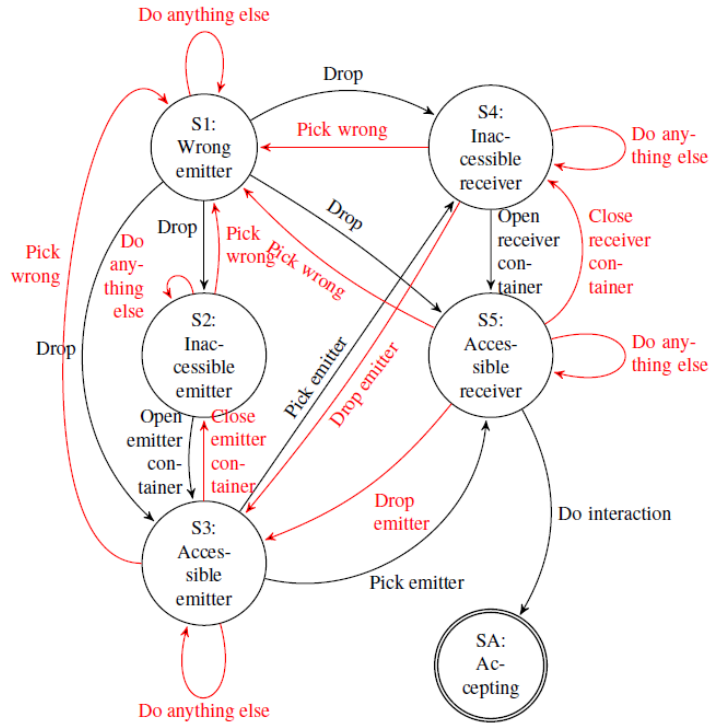 Do anything else
Drop
S1:
Wrong
emitter
S4:
Inac-
cessible
receiver
Pick wrong
Do any-
thing else
Drop
Do
any-
thing
else
Pick
wrong
Drop
Pick wrong
Open
receiver
con-
tainer
Close
receiver
con-
tainer
Pick
wrong
S2:
Inac-
cessible
emitter
S5:
Acces-
sible
receiver
Do any-
thing else
Drop
Pick emitter
Drop emitter
Open
emitter
con-
tainer
Close
emitter
con-
tainer
Drop
emitter
Do interaction
S3:
Acces-
sible
emitter
Pick emitter
SA:
Ac-
cepting
Do anything else